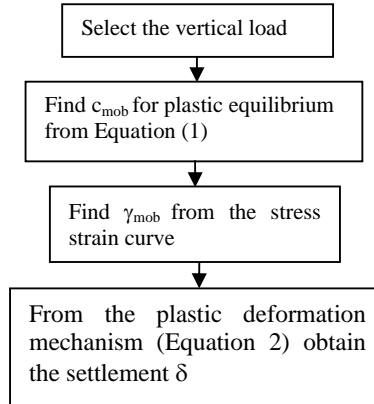 Select the vertical load
Find cmob for plastic equilibrium
from Equation (1)
Find γmob from the stress
strain curve
From the plastic deformation
mechanism (Equation 2) obtain
the settlement δ